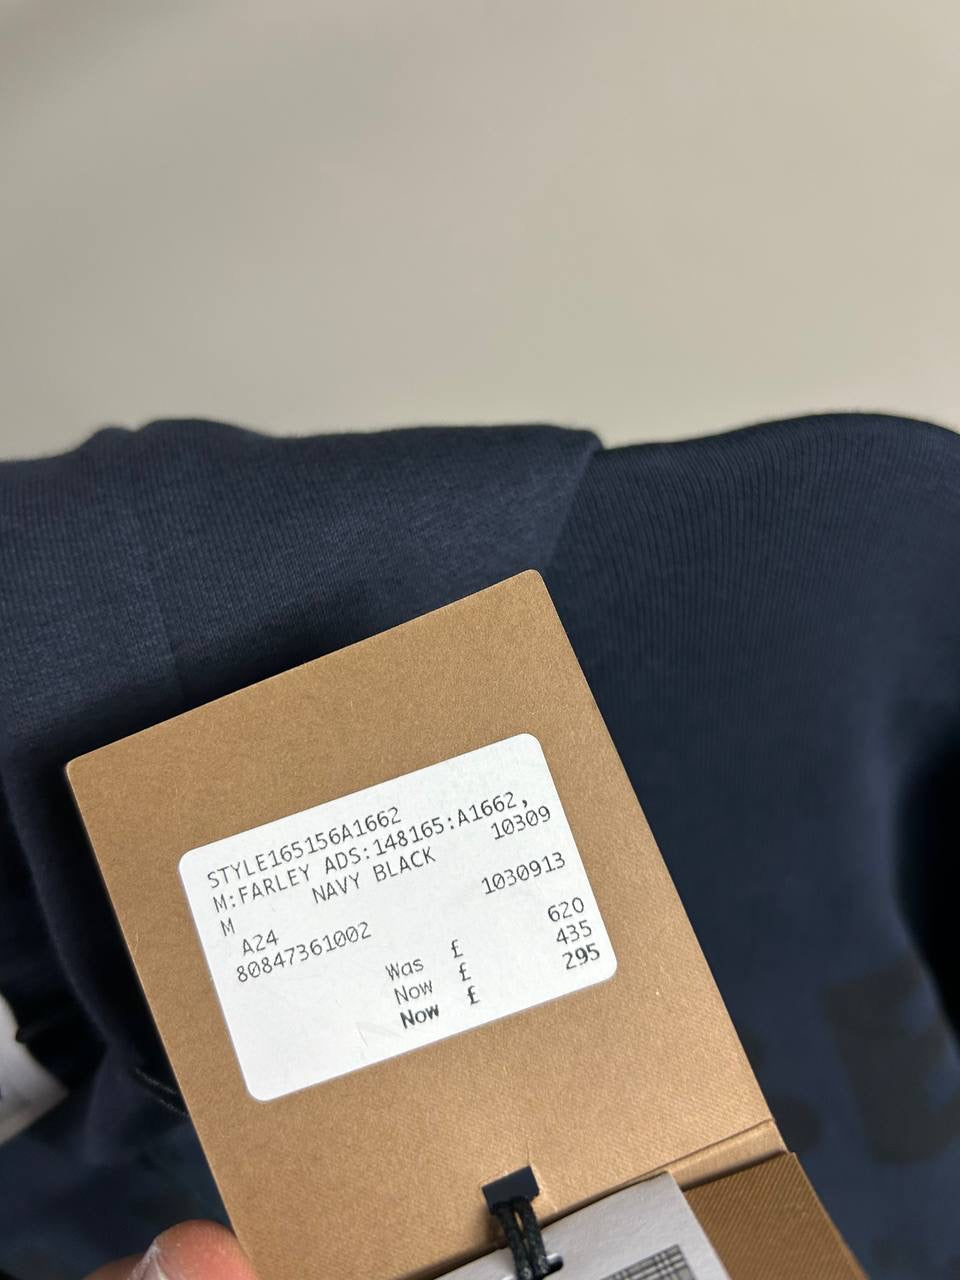 STYLE165156A1662
M:FARLEY ADS:148165:A1662,
M NAVY BLACK 10309
A24 1030913
80847361002
Was £ 620
Now £ 435
Now £ 295